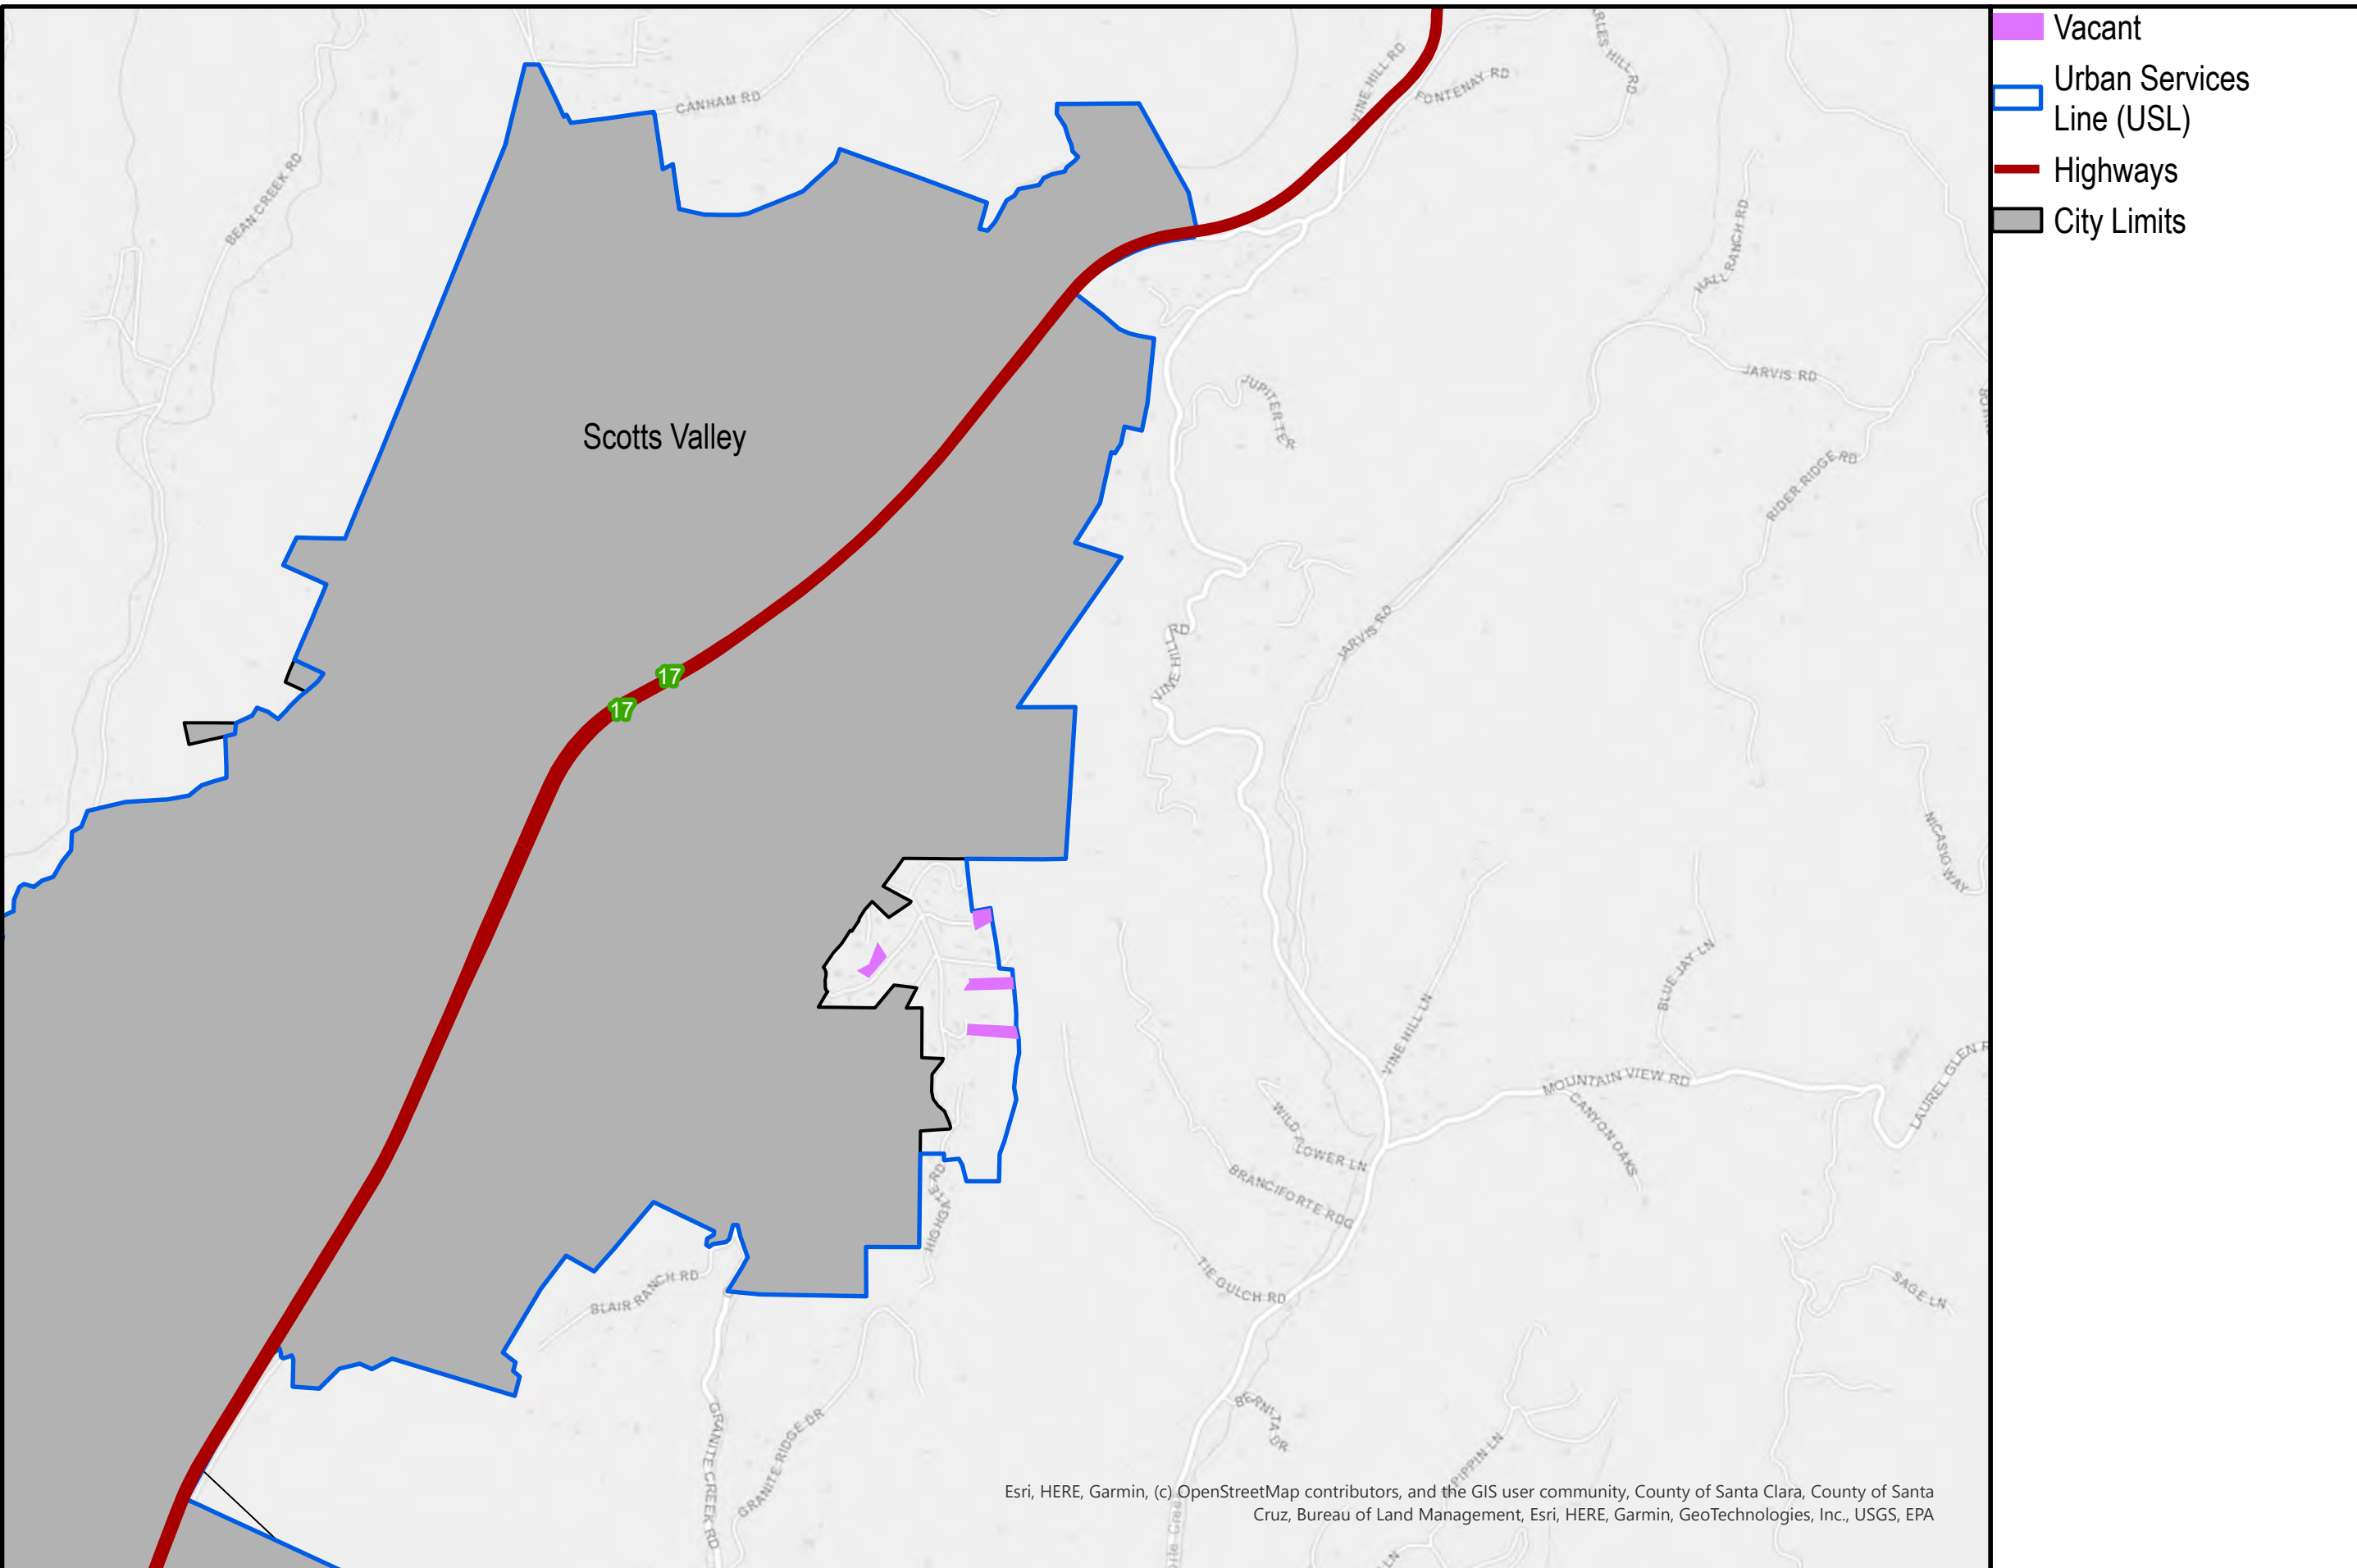 Vacant
Urban Services
Line (USL)
Highways
City Limits
CANHAM RD
VINE HILL RD
FONTENAY RD
BEAN CREEK RD
HALL RANCH RD
JARVIS RD
JUPITER TER
Scotts Valley
RIDER RIDGE RD
JARVIS RD
VINE HILL RD
17
17
NICASIO WAY
BLUE JAY LN
VINE HILL LN
MOUNTAIN VIEW RD
LAUREL GLEN R
CANYON OAKS
WILD
LOWER LN
BRANCIFORTE RDG
HIGHGATE RD
TIE GULCH RD
SAGE LN
BLAIR RANCH RD
GRANITE CREEK RD
GRANITE RIDGE DR
BERNITA DR
PIPPIN LN
Esri, HERE, Garmin, (c) OpenStreetMap contributors, and the GIS user community, County of Santa Clara, County of Santa
Cruz, Bureau of Land Management, Esri, HERE, Garmin, GeoTechnologies, Inc., USGS, EPA
LN